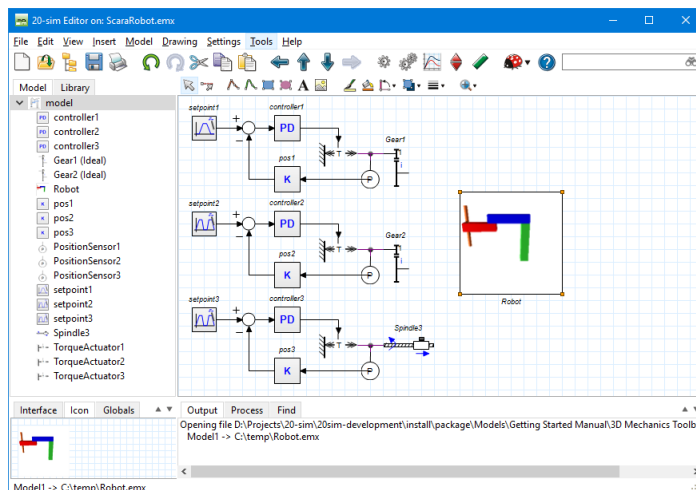 20-sim Editor on: ScaraRobot.emx
File Edit View Insert Model Drawing Settings Tools Help
Model Library
model
controller1
controller2
controller3
Gear1 (Ideal)
Gear2 (Ideal)
Robot
pos1
pos2
pos3
PositionSensor1
PositionSensor2
PositionSensor3
setpoint1
setpoint2
setpoint3
Spindle3
TorqueActuator1
TorqueActuator2
TorqueActuator3
setpoint1 controller1
PD
T
Gear1
pos1
K
P
setpoint2 controller2
PD
T
Gear2
pos2
K
P
setpoint3 controller3
PD
T
Spindle3
pos3
K
P
Robot
Interface Icon Globals
Output Process Find
Opening file D:\Projects\20-sim\20sim-development\install\package\Models\Getting Started Manual\3D Mechanics Toolb
Model1 -> C:\temp\Robot.emx
Model1 -> C:\temp\Robot.emx